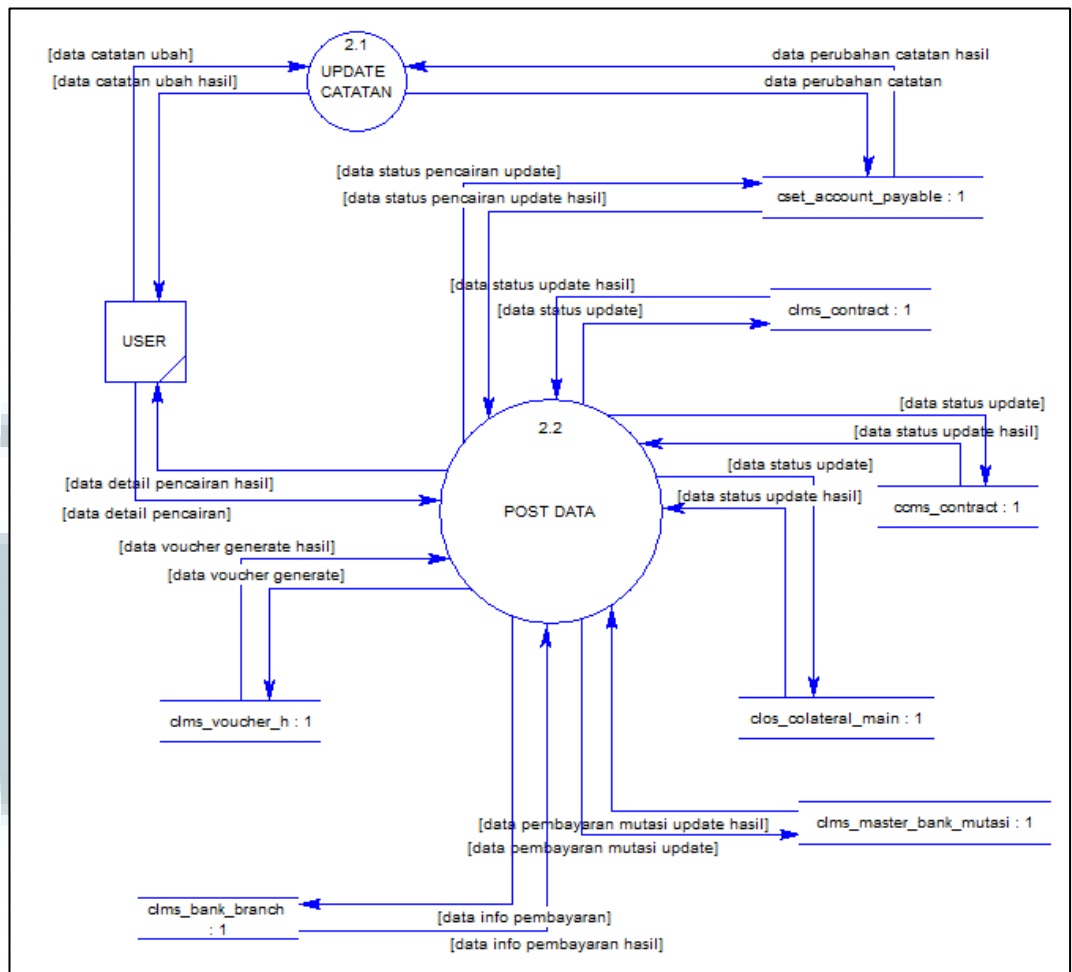 2.1
UPDATE
CATATAN
[data catatan ubah]
[data catatan ubah hasil]
data perubahan catatan hasil
data perubahan catatan
[data status pencairan update]
[data status pencairan update hasil]
cset_account_payable : 1
[data status update hasil]
[data status update]
clms_contract : 1
USER
2.2
POST DATA
[data status update]
[data status update hasil]
ccms_contract : 1
[data status update]
[data status update hasil]
[data detail pencairan hasil]
[data detail pencairan]
[data voucher generate hasil]
[data voucher generate]
clms_voucher_h : 1
clos_colateral_main : 1
[data pembayaran mutasi update hasil]
[data pembayaran mutasi update]
clms_master_bank_mutasi : 1
clms_bank_branch
: 1
[data info pembayaran]
[data info pembayaran hasil]